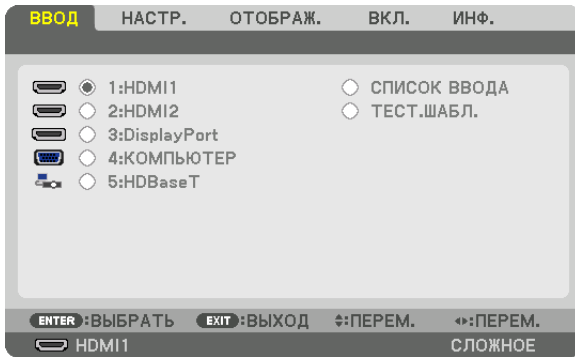 ВВОД НАСТР. ОТОБРАЖ. ВКЛ. ИНФ.
1:HDMI1 СПИСОК ВВОДА
2:HDMI2 ТЕСТ.ШАБЛ.
3:DisplayPort
4:КОМПЬЮТЕР
5:HDBaseT
ENTER:ВЫБРАТЬ EXIT:ВЫХОД :ПЕРЕМ. :ПЕРЕМ.
HDMI1 СЛОЖНОЕ